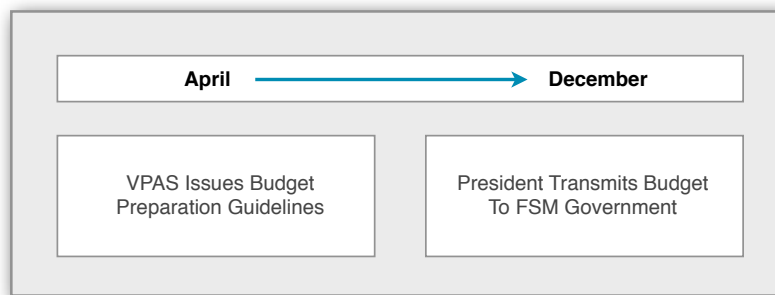 April December
VPAS Issues Budget
Preparation Guidelines
President Transmits Budget
To FSM Government